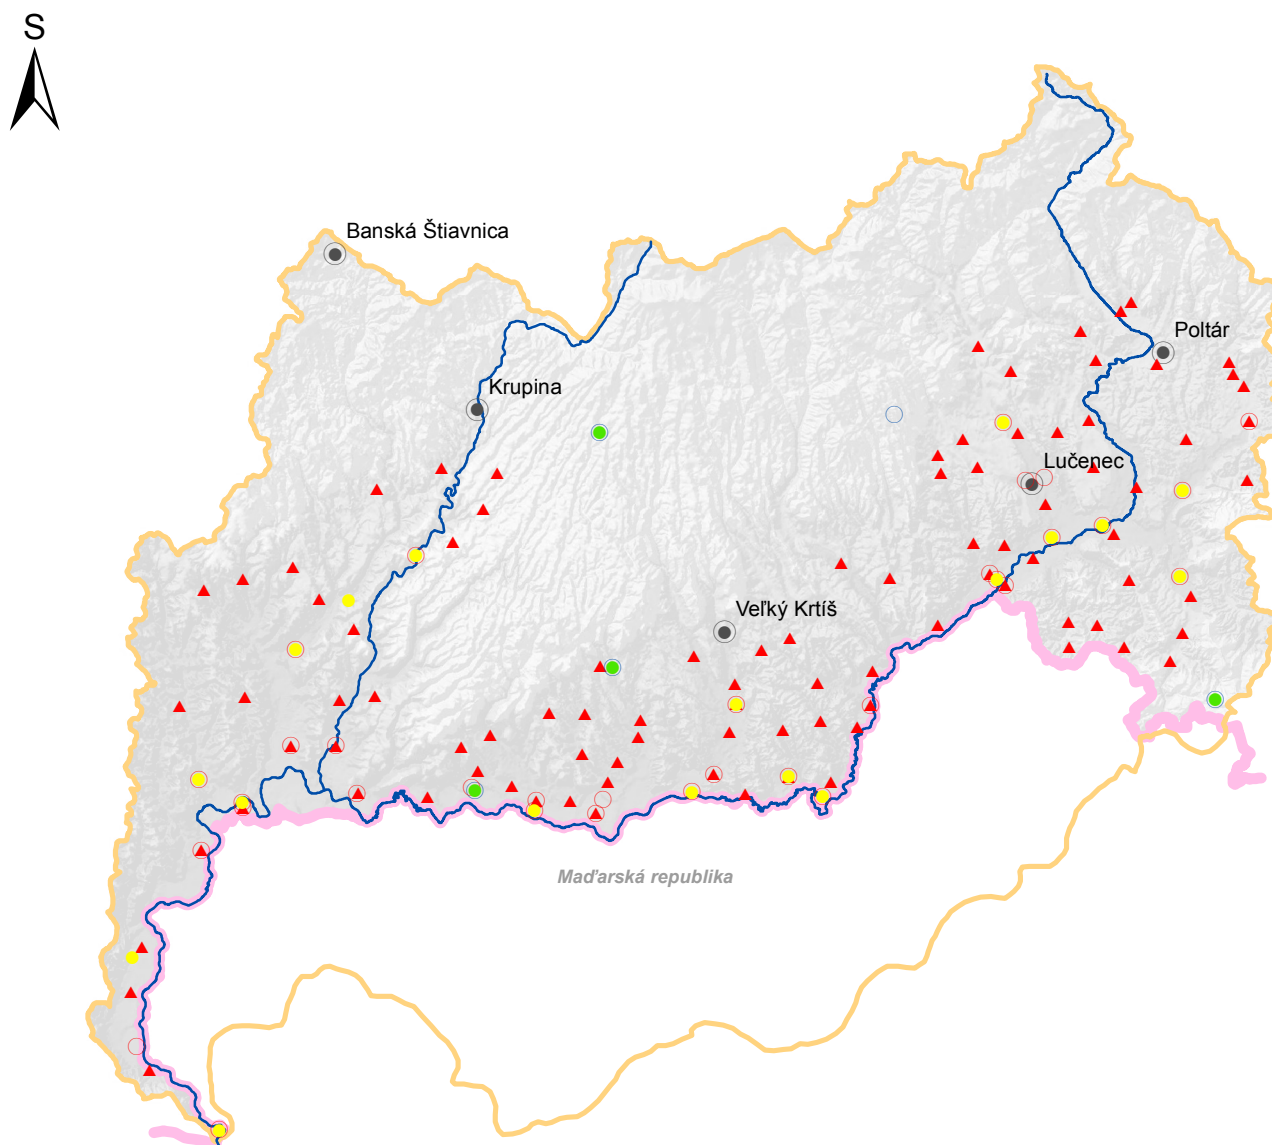 S
Banská Štiavnica
Poltár
Krupina
Lučenec
Veľký Krtíš
Maďarská republika